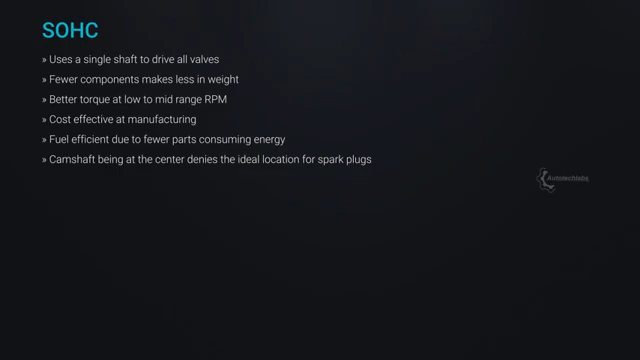 SOHC
» Uses a single shaft to drive all valves
» Fewer components makes less in weight
» Better torque at low to mid range RPM
» Cost effective at manufacturing
» Fuel efficient due to fewer parts consuming energy
» Camshaft being at the center denies the ideal location for spark plugs
Autotechlabs